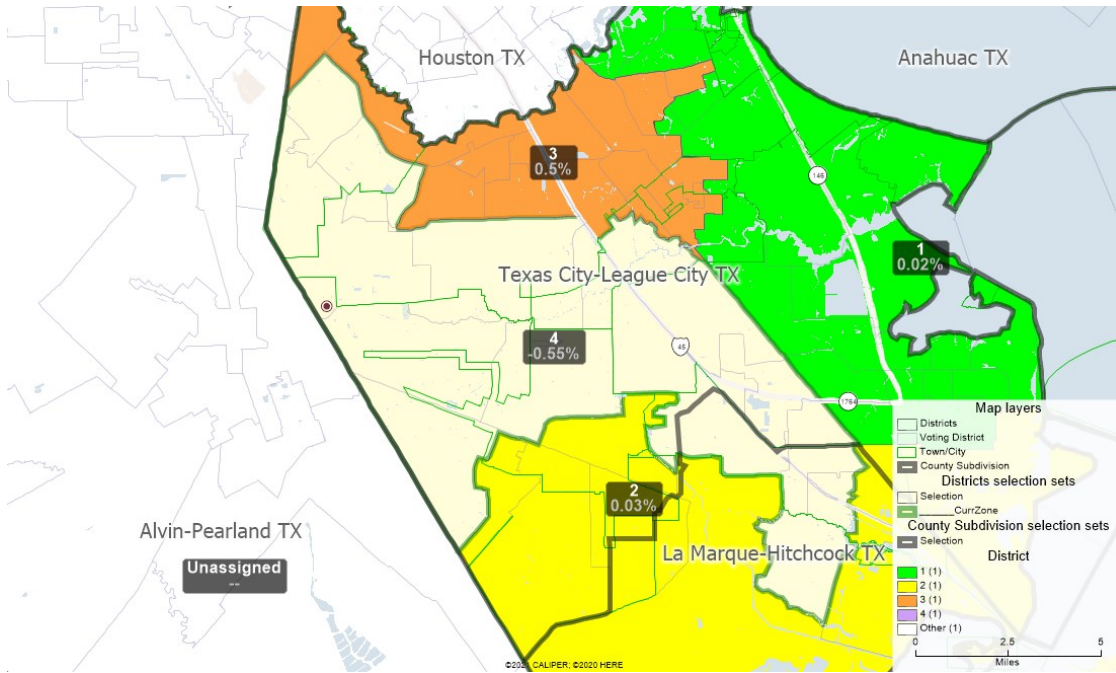 Houston TX
Anahuac TX
3
0.5%
146
1
0.02%
Texas City-League City TX
4
-0.55%
45
1764
2
0.03%
Alvin-Pearland TX
La Marque-Hitchcock TX
Unassigned
--
Map layers
Districts
Voting District
Town/City
County Subdivision
Districts selection sets
Selection
______CurrZone
County Subdivision selection sets
Selection
District
1 (1)
2 (1)
3 (1)
4 (1)
Other (1)
0 2.5 5
Miles
©2021 CALIPER; ©2020 HERE